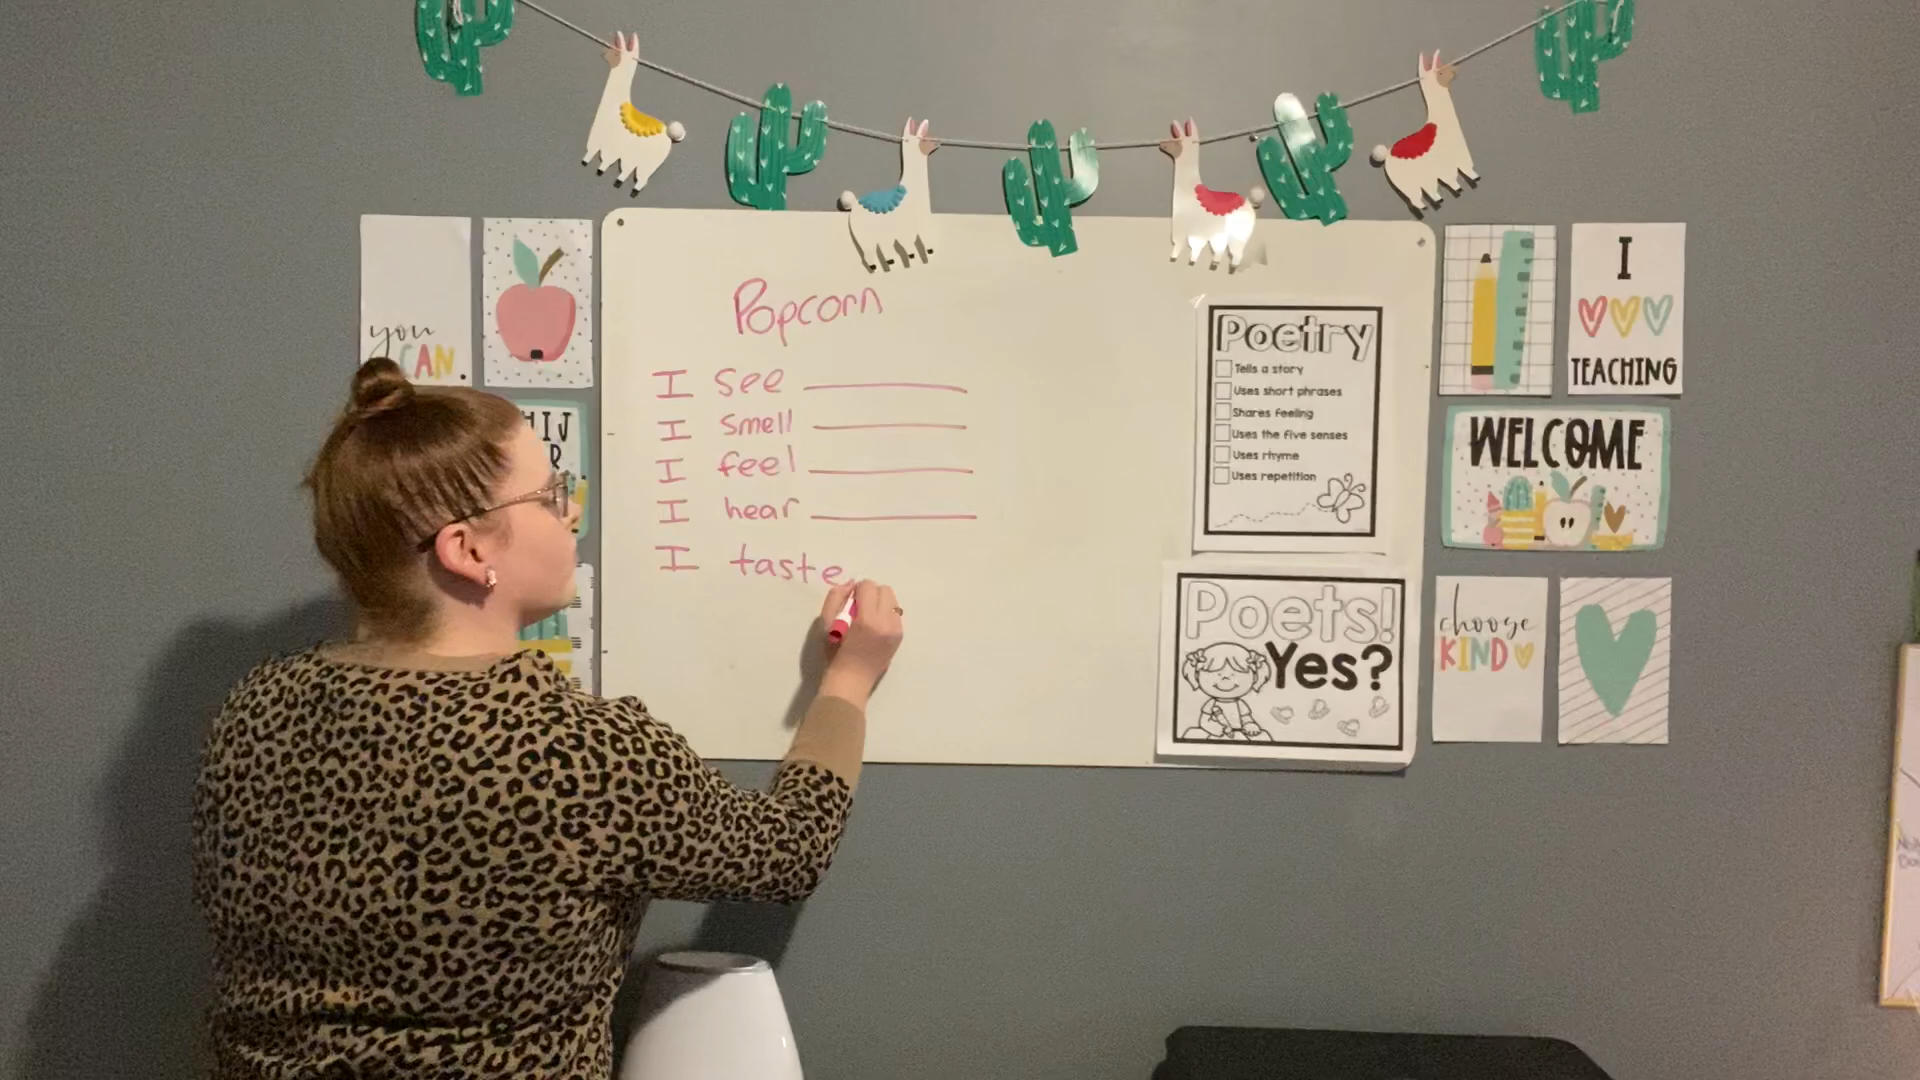 Popcorn
I see
I smell
I feel
I hear
I taste
Poetry
Tells a story
Uses short phrases
Shares feeling
Uses the five senses
Uses rhyme
Uses repetition
Poets!
Yes?
you
CAN.
HIJ
R
I
TEACHING
WELCOME
choose
KIND